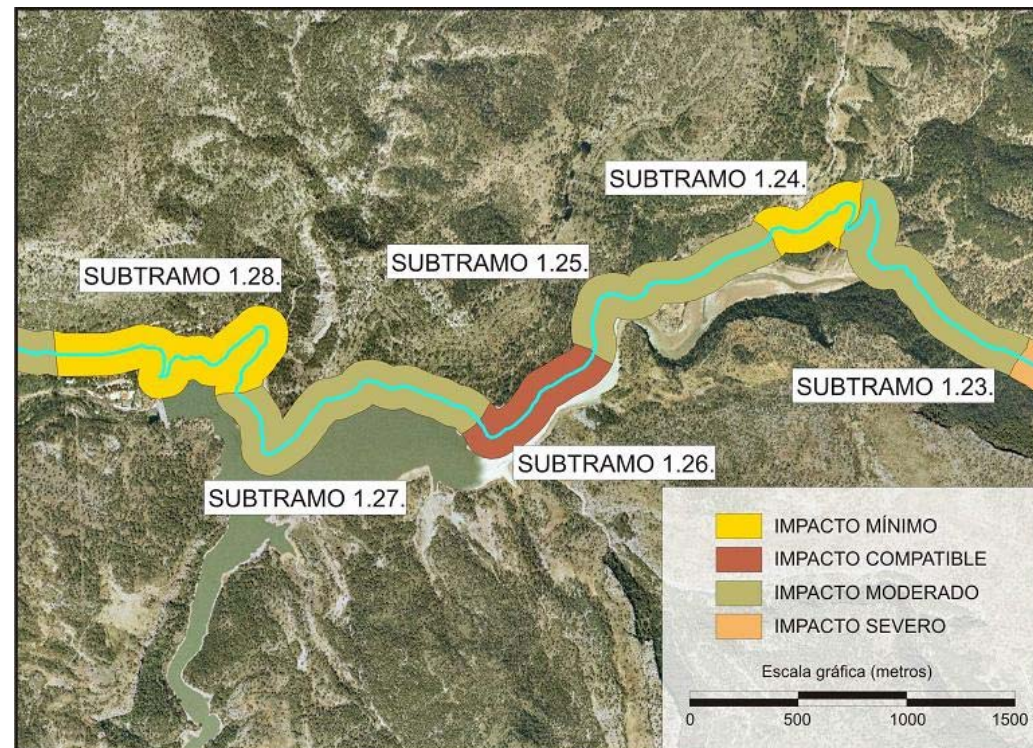 SUBTRAMO 1.24.
SUBTRAMO 1.25.
SUBTRAMO 1.28.
SUBTRAMO 1.23.
SUBTRAMO 1.26.
SUBTRAMO 1.27.
IMPACTO MÍNIMO
IMPACTO COMPATIBLE
IMPACTO MODERADO
IMPACTO SEVERO
Escala gráfica (metros)
0 500 1000 1500